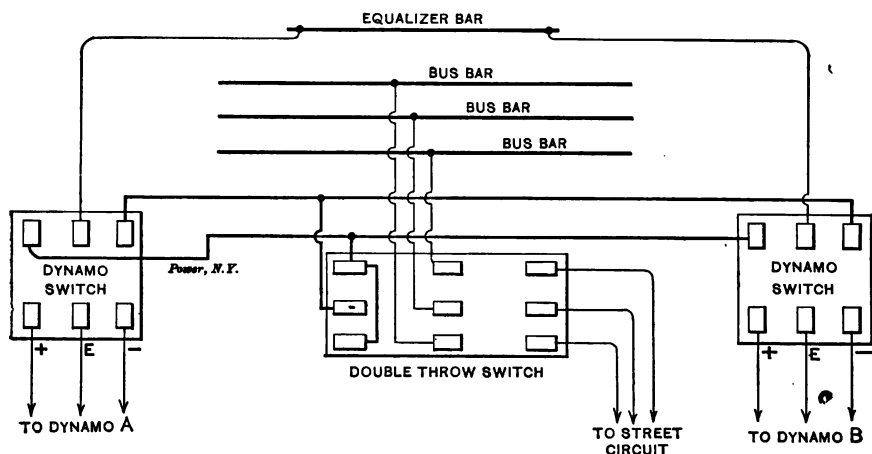 EQUALIZER BAR
BUS BAR
BUS BAR
BUS BAR
DYNAMO
SWITCH
Power, N.Y.
DYNAMO
SWITCH
+ E -
+ E -
DOUBLE THROW SWITCH
TO DYNAMO A
TO STREET
CIRCUIT
TO DYNAMO B